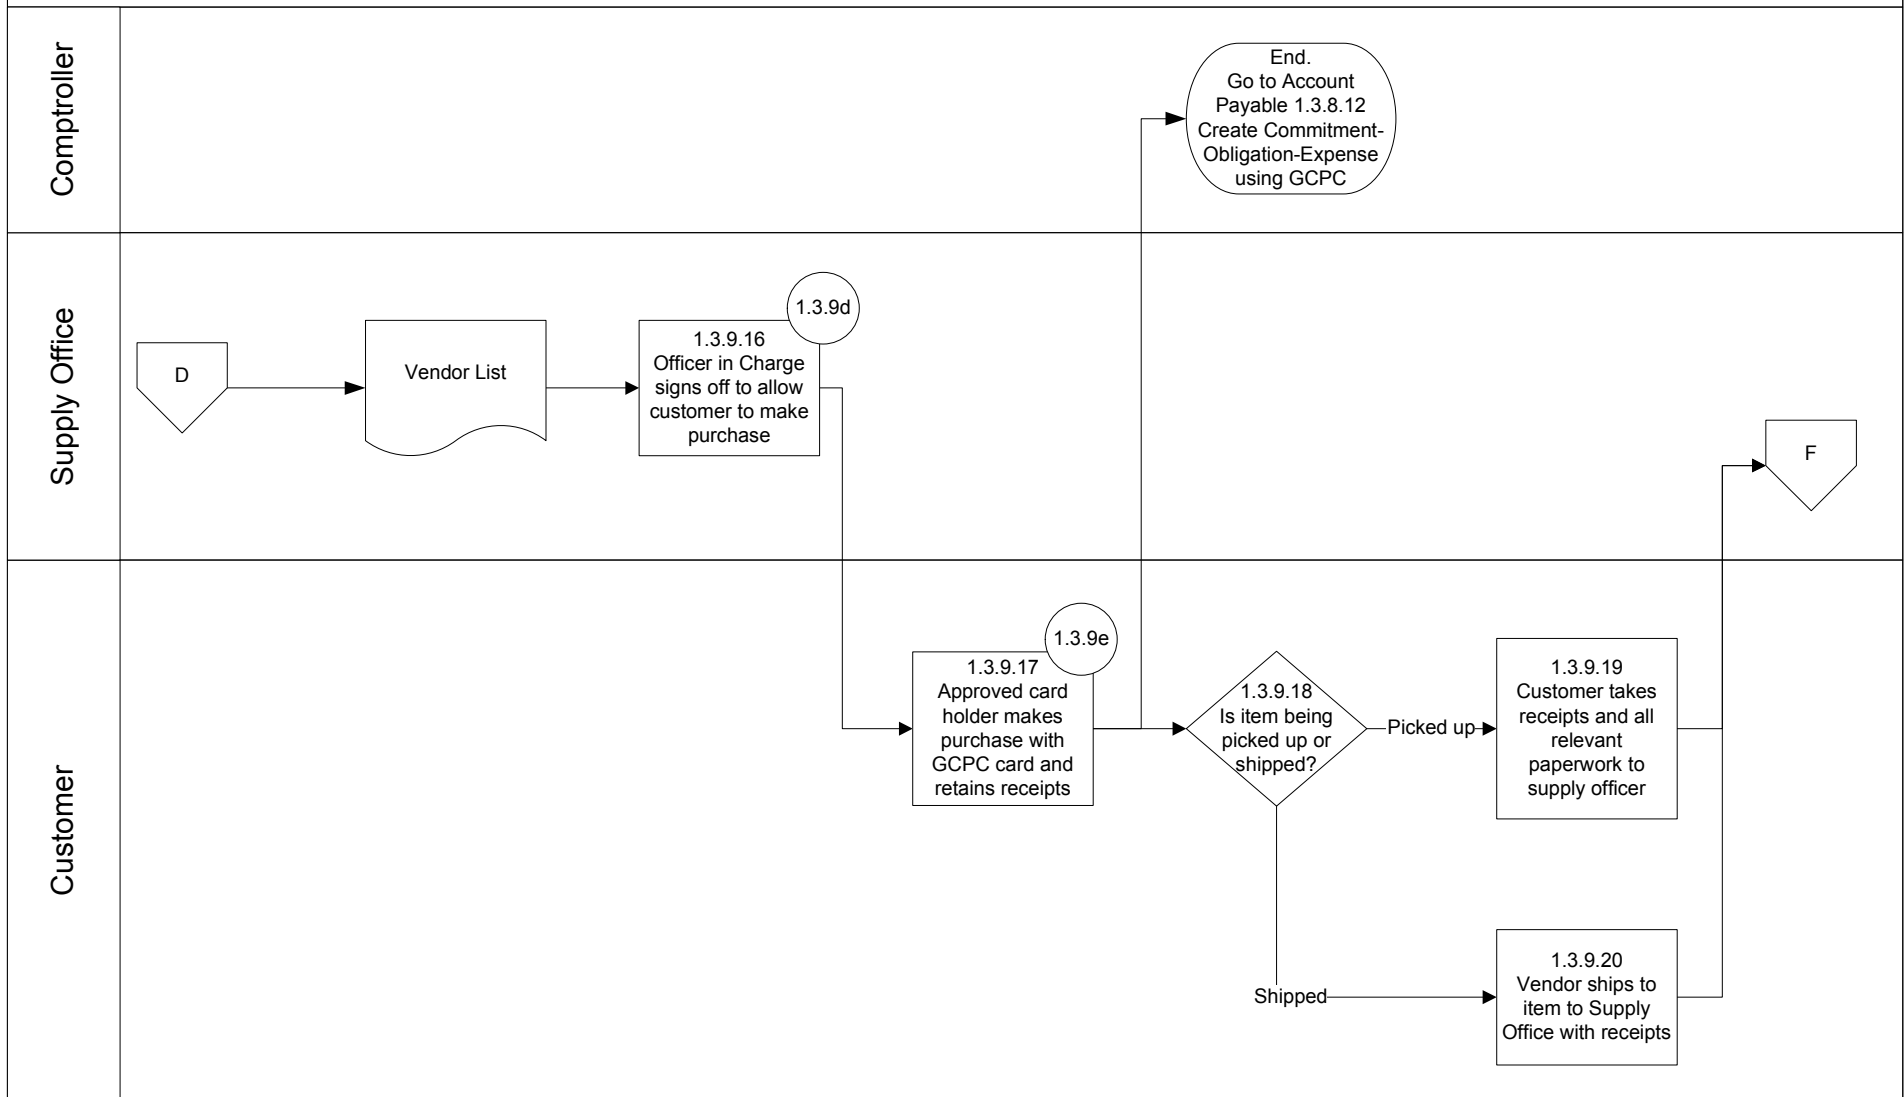 Comptroller
End.
Go to Account
Payable 1.3.8.12
Create Commitment-
Obligation-Expense
using GCPC
Supply Office
D
Vendor List
1.3.9d
1.3.9.16
Officer in Charge
signs off to allow
customer to make
purchase
F
Customer
1.3.9e
1.3.9.17
Approved card
holder makes
purchase with
GCPC card and
retains receipts
1.3.9.18
Is item being
picked up or
shipped?
Picked up
1.3.9.19
Customer takes
receipts and all
relevant
paperwork to
supply officer
Shipped
1.3.9.20
Vendor ships to
item to Supply
Office with receipts